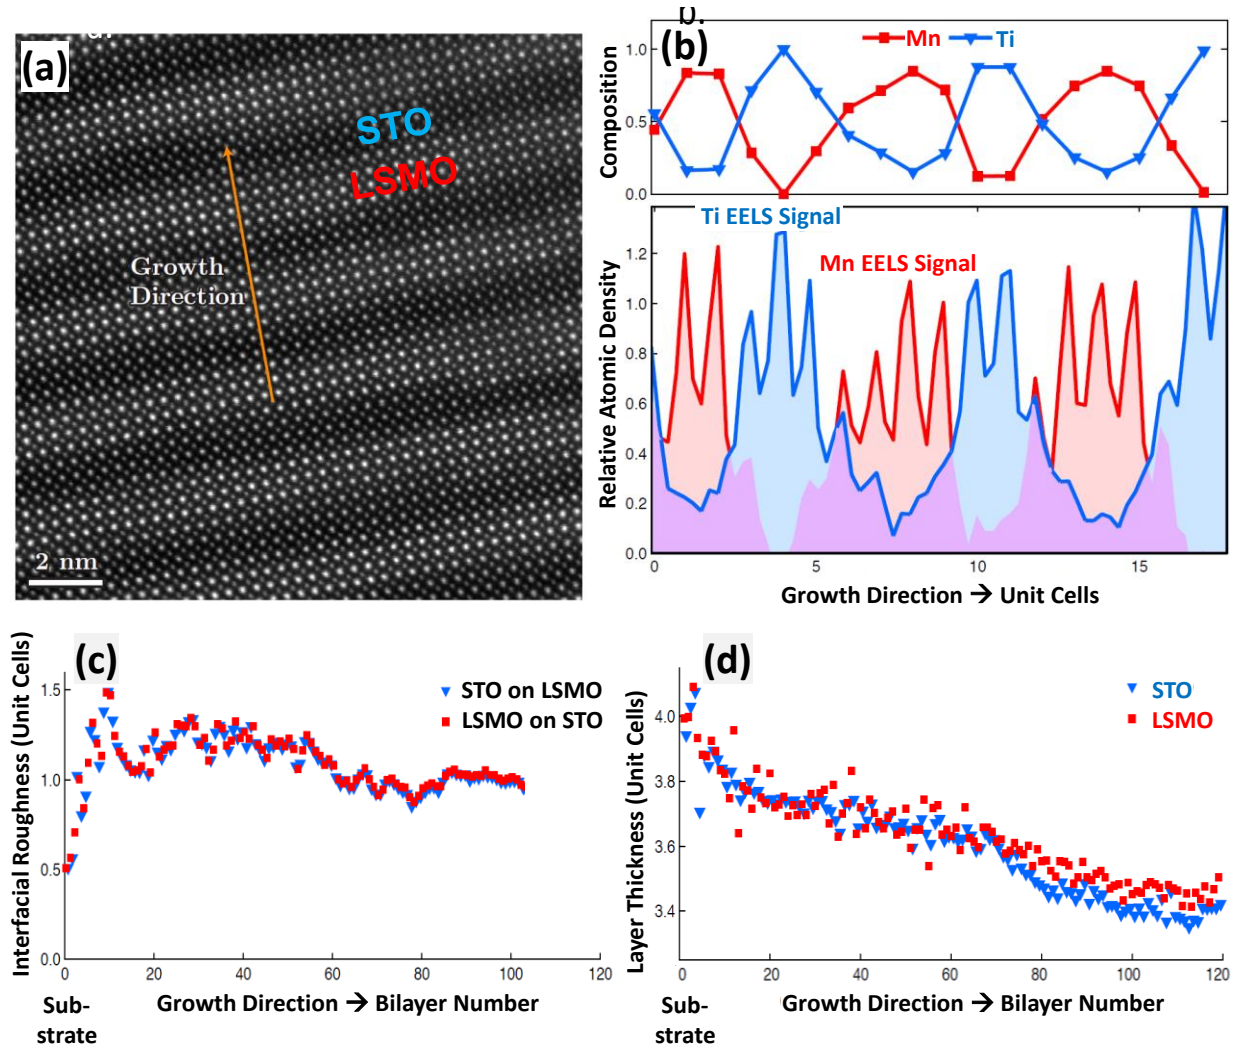 a.
(a)
STO
LSMO
Growth
Direction
2 nm
b.
(b)
Mn
Ti
Composition
1.0
0.5
0.0
Ti EELS Signal
Mn EELS Signal
Relative Atomic Density
1.2
1.0
0.8
0.6
0.4
0.2
0.0
0 5 10 15
Growth Direction → Unit Cells
(c)
STO on LSMO
LSMO on STO
Interfacial Roughness (Unit Cells)
1.5
1.0
0.5
0.0
0 20 40 60 80 100 120
Growth Direction → Bilayer Number
Sub-
strate
(d)
STO
LSMO
Layer Thickness (Unit Cells)
4.0
3.8
3.6
3.4
0 20 40 60 80 100 120
Growth Direction → Bilayer Number
Sub-
strate